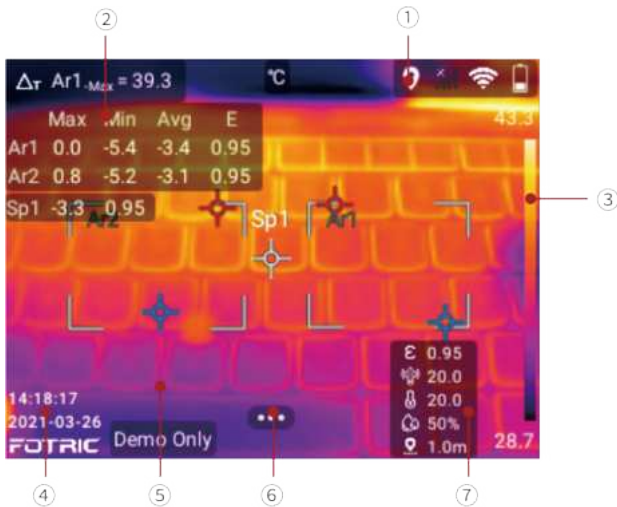 ② ①
ΔT Ar1-Max = 39.3 °C
43.3
Max Min Avg E
Ar1 0.0 -5.4 -3.4 0.95
Ar2 0.8 -5.2 -3.1 0.95
③
Sp1 -3.3 0.95
Ar2 Sp1 Ar1
ε 0.95
20.0
20.0
50%
1.0m
14:18:17
2021-03-26
FOTRIC Demo Only
28.7
④ ⑤ ⑥ ⑦